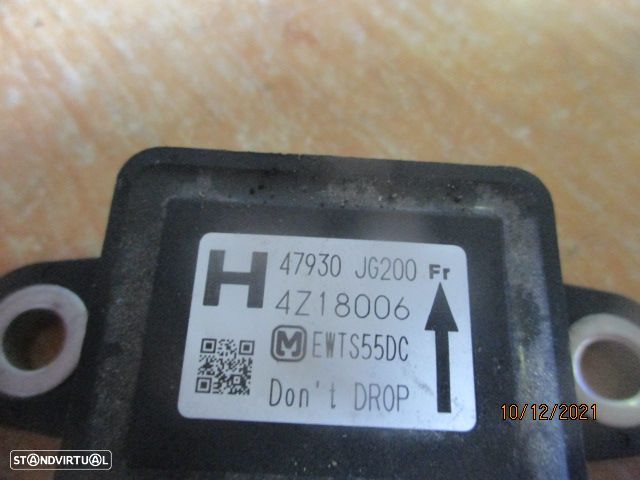 H 47930 JG200 Fr
4Z18006
M EWTS55DC
Don't DROP
10/12/2021
STANDVIRTUAL